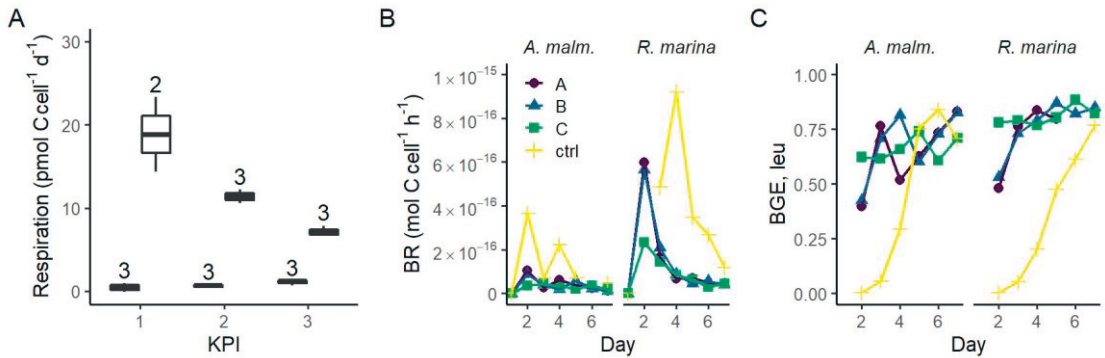 A
Respiration (pmol C cell⁻¹ d⁻¹)
30
20
10
0
3
2
3
3
3
3
1
2
3
KPI
B
A. malm.
R. marina
BR (mol C cell⁻¹ h⁻¹)
1 × 10⁻¹⁵
8 × 10⁻¹⁶
6 × 10⁻¹⁶
4 × 10⁻¹⁶
2 × 10⁻¹⁶
0
A
B
C
ctrl
2
4
6
2
4
6
Day
C
A. malm.
R. marina
BGE, leu
1.00
0.75
0.50
0.25
0.00
2
4
6
2
4
6
Day